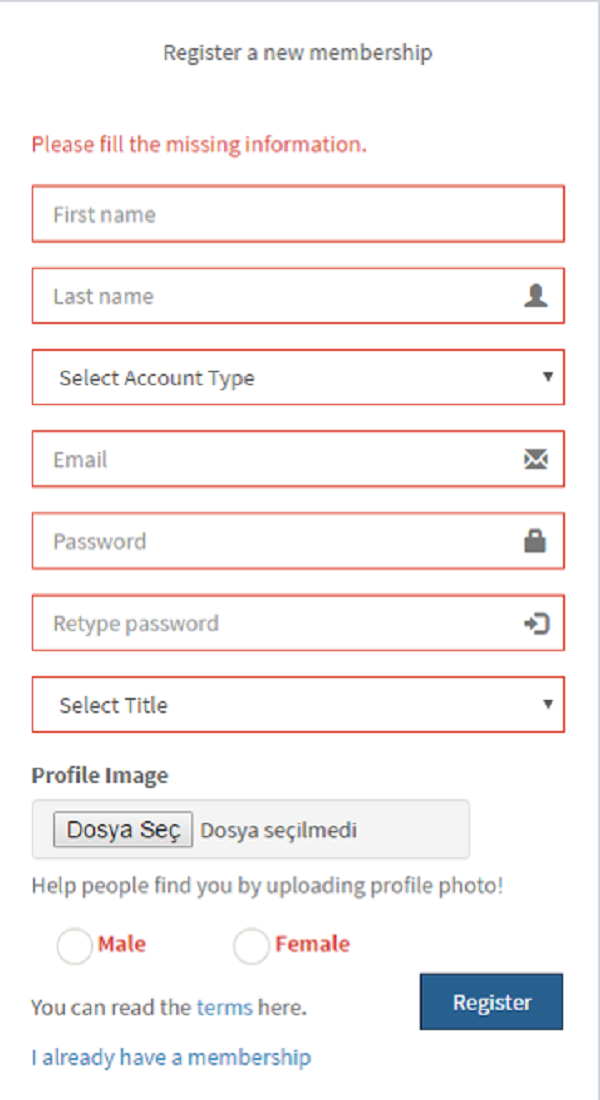 Register a new membership
Please fill the missing information.
First name
Last name
Select Account Type
Email
Password
Retype password
Select Title
Profile Image
Dosya Seç Dosya seçilmedi
Help people find you by uploading profile photo!
Male Female
You can read the terms here.
Register
I already have a membership